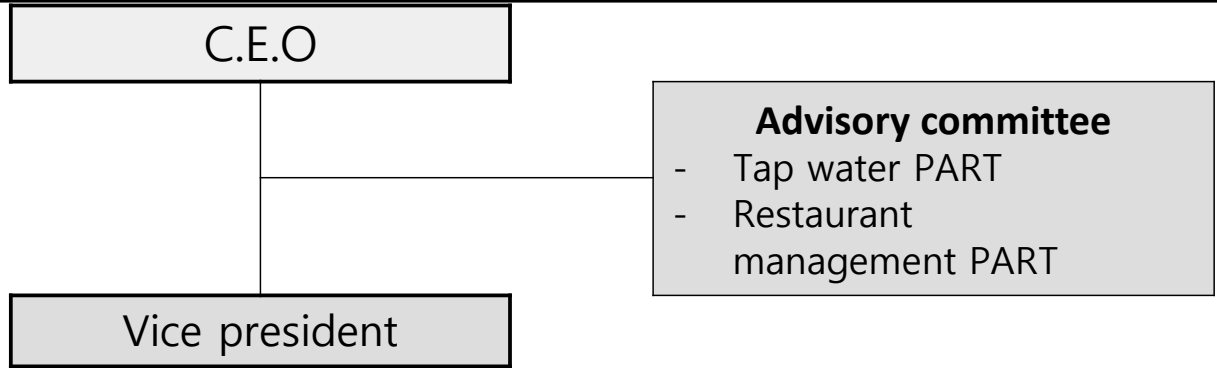 C.E.O
Advisory committee
- Tap water PART
- Restaurant
management PART
Vice president